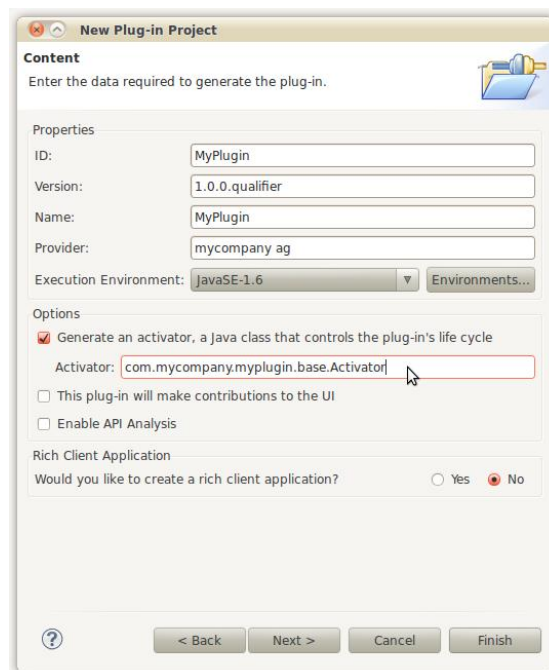 New Plug-in Project
Content
Enter the data required to generate the plug-in.
Properties
ID: MyPlugin
Version: 1.0.0.qualifier
Name: MyPlugin
Provider: mycompany ag
Execution Environment: JavaSE-1.6 Environments...
Options
Generate an activator, a Java class that controls the plug-in's life cycle
Activator: com.mycompany.myplugin.base.Activator
This plug-in will make contributions to the UI
Enable API Analysis
Rich Client Application
Would you like to create a rich client application? Yes No
? < Back Next > Cancel Finish